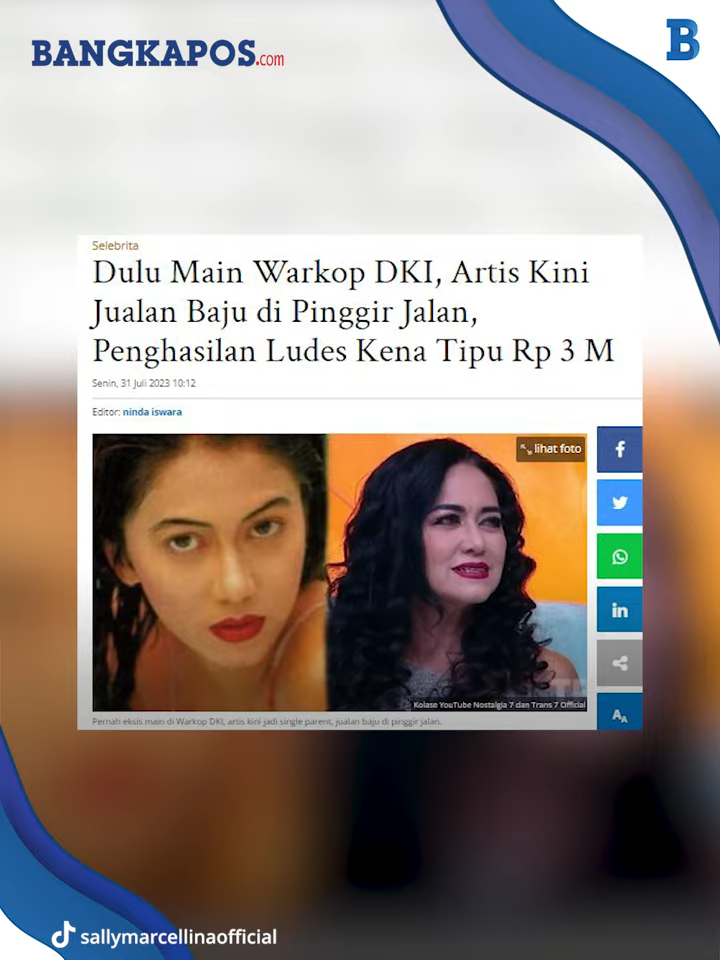 BANGKAPOS.com
B
Selebrita
Dulu Main Warkop DKI, Artis Kini
Jualan Baju di Pinggir Jalan,
Penghasilan Ludes Kena Tipu Rp 3 M
Senin, 31 Juli 2023 10:12
Editor: ninda iswara
lihat foto
f
in
Kolase YouTube Nostalgia 7 dan Trans 7 Official
AA
Pernah eksis main di Warkop DKI, artis kini jadi single parent, jualan baju di pinggir jalan.
sallymarcellinaofficial